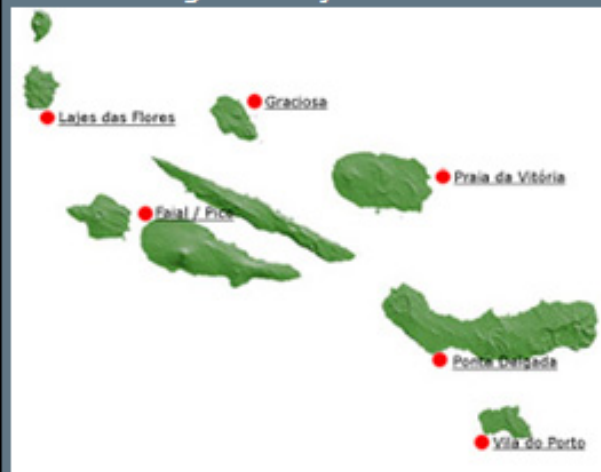 Graciosa
Lajes das Flores
Praia da Vitória
Faial / Pico
Ponta Delgada
Vila do Porto